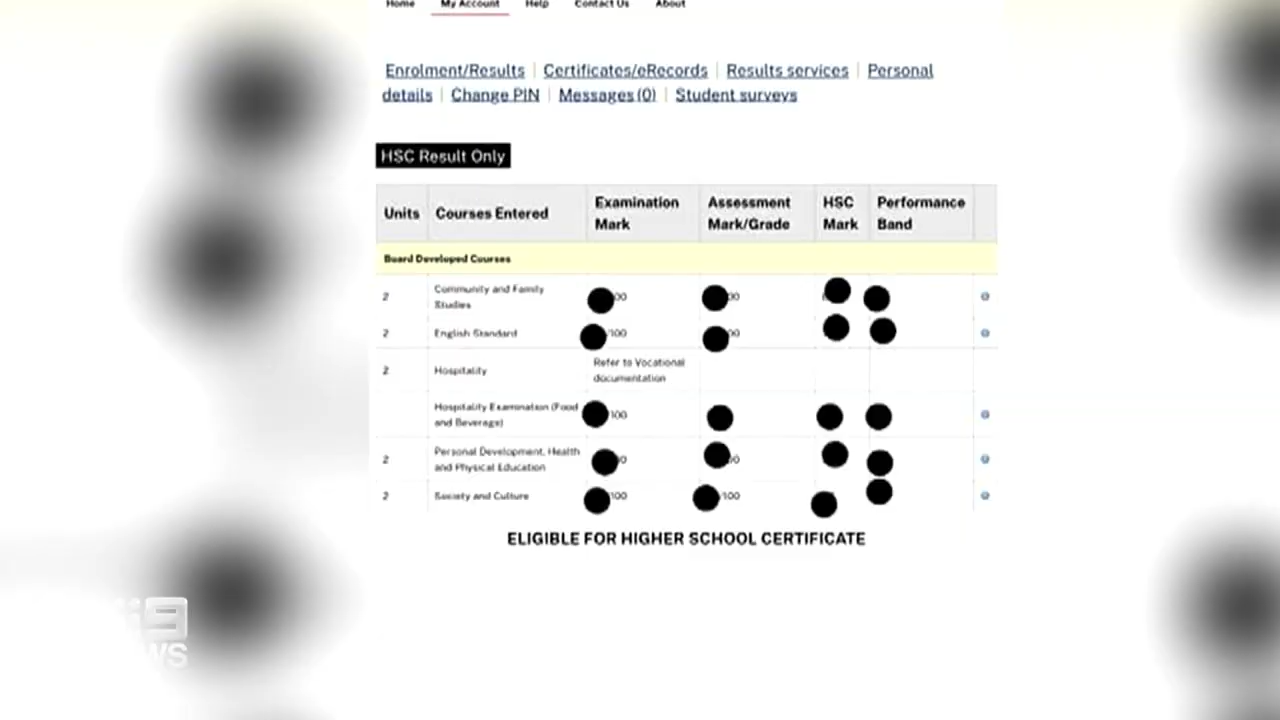 Home My Account Help Contact Us About
Enrolment/Results | Certificates/eRecords | Results services | Personal
details | Change PIN | Messages (0) | Student surveys
HSC Result Only
Units Courses Entered Examination Mark Assessment Mark/Grade HSC Mark Performance Band
Board Developed Courses
2 Community and Family Studies
2 English Standard /100
2 Hospitality Refer to Vocational documentation
Hospitality Examination (Food and Beverage) /100
2 Personal Development, Health and Physical Education
2 Society and Culture /100 /100
ELIGIBLE FOR HIGHER SCHOOL CERTIFICATE
9
WS